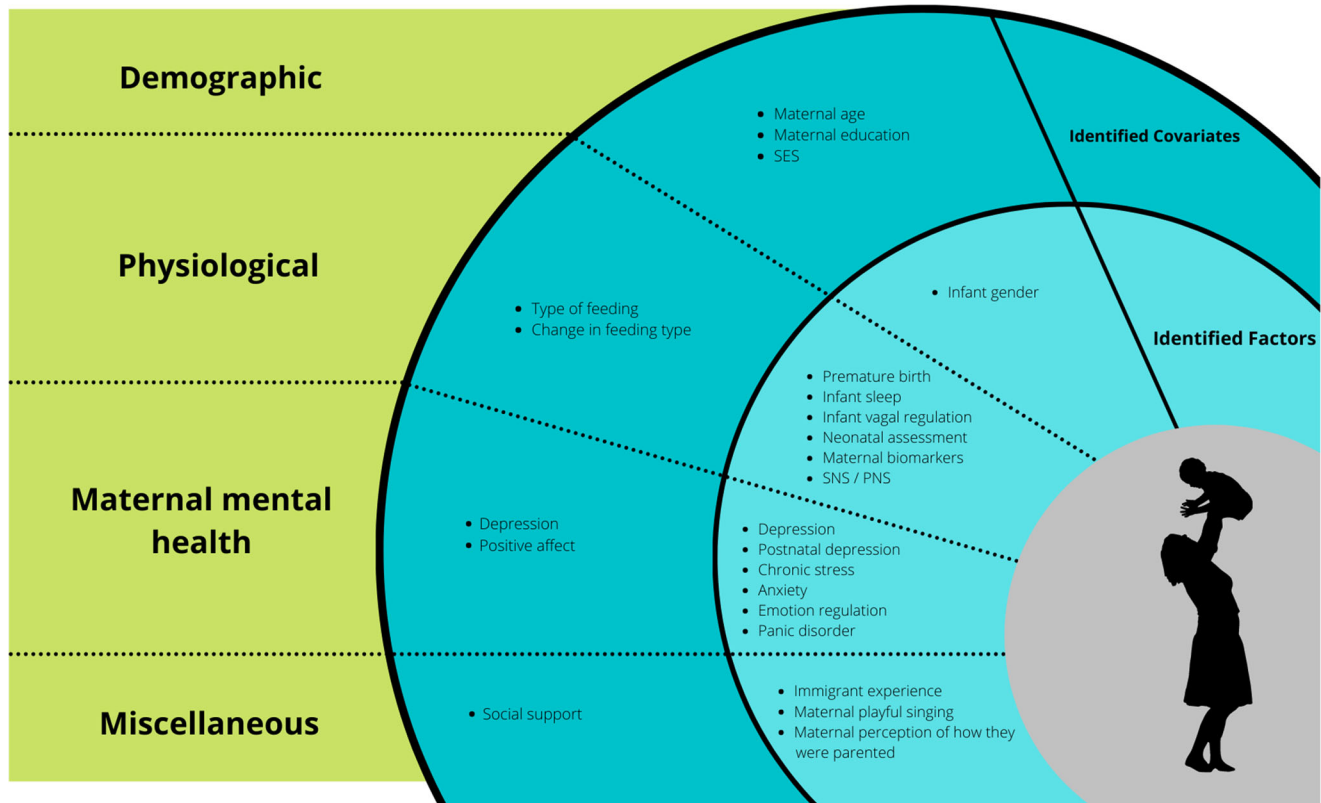 Demographic
• Maternal age
• Maternal education
• SES
Identified Covariates
Physiological
• Type of feeding
• Change in feeding type
• Infant gender
Identified Factors
• Premature birth
• Infant sleep
• Infant vagal regulation
• Neonatal assessment
• Maternal biomarkers
• SNS / PNS
Maternal mental
health
• Depression
• Positive affect
• Depression
• Postnatal depression
• Chronic stress
• Anxiety
• Emotion regulation
• Panic disorder
Miscellaneous
• Social support
• Immigrant experience
• Maternal playful singing
• Maternal perception of how they
were parented